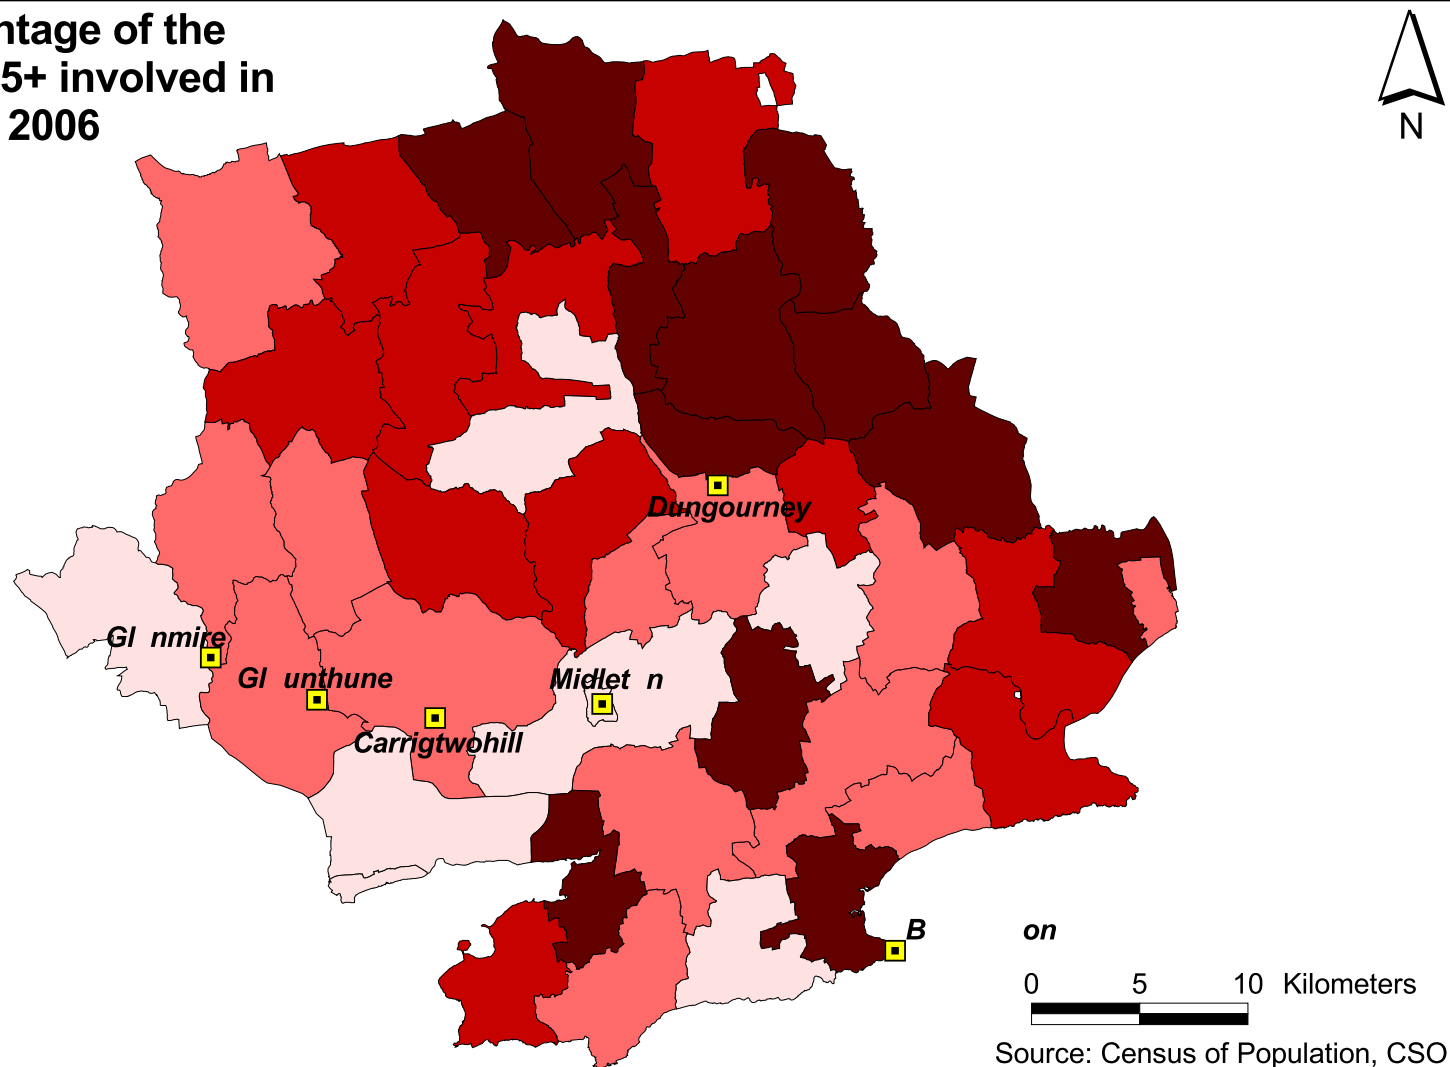 ntage of the
5+ involved in
2006
N
Dungourney
Gl nmire
Gl unthune
Midlet n
Carrigtwohill
B on
0 5 10 Kilometers
Source: Census of Population, CSO